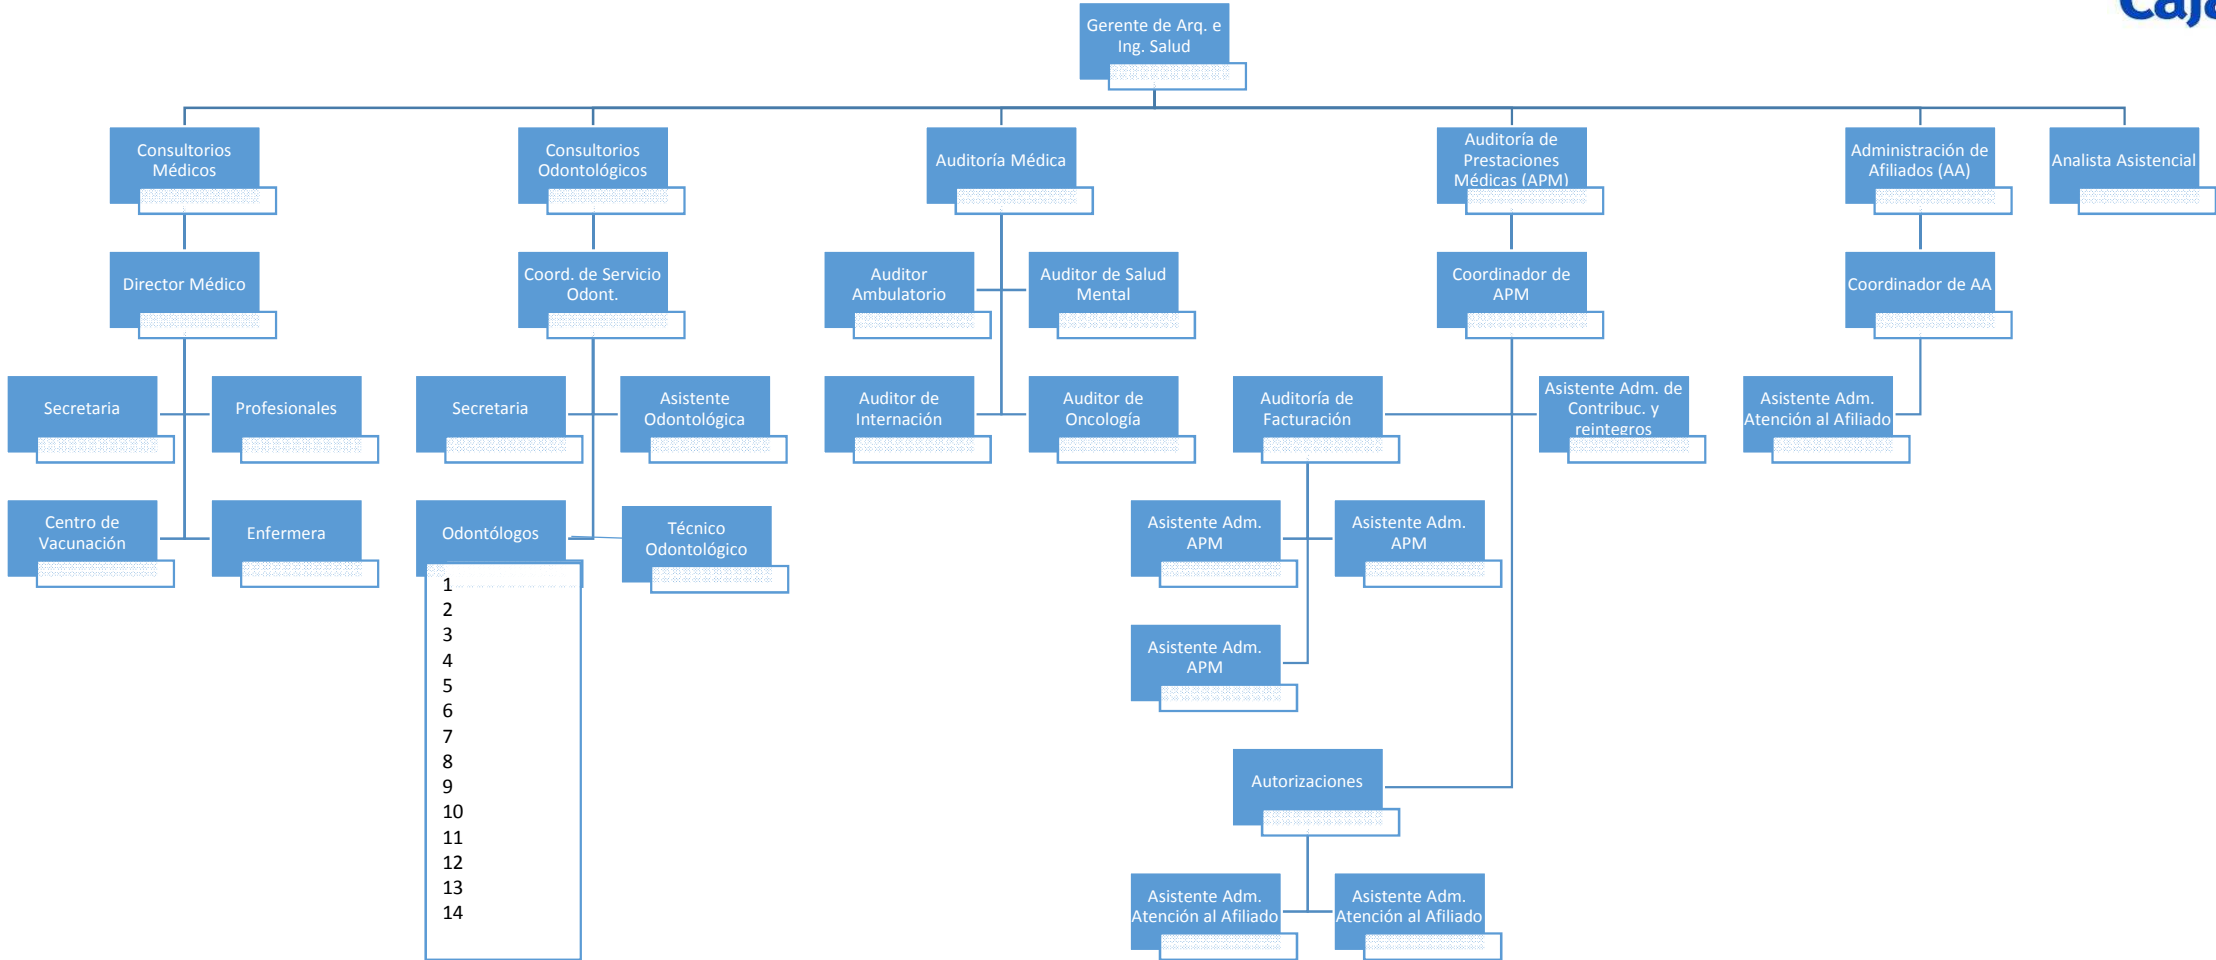 Caja
Gerente de Arq. e
Ing. Salud
Consultorios
Médicos
Consultorios
Odontológicos
Auditoría Médica
Auditoría de
Prestaciones
Médicas (APM)
Administración de
Afiliados (AA)
Analista Asistencial
Director Médico
Coord. de Servicio
Odont.
Auditor
Ambulatorio
Auditor de Salud
Mental
Coordinador de
APM
Coordinador de AA
Secretaria
Profesionales
Secretaria
Asistente
Odontológica
Auditor de
Internación
Auditor de
Oncología
Auditoría de
Facturación
Asistente Adm. de
Contribuc. y
reintegros
Asistente Adm.
Atención al Afiliado
Centro de
Vacunación
Enfermera
Odontólogos
Técnico
Odontológico
Asistente Adm.
APM
Asistente Adm.
APM
1
2
3
4
5
6
7
8
9
10
11
12
13
14
Asistente Adm.
APM
Autorizaciones
Asistente Adm.
Atención al Afiliado
Asistente Adm.
Atención al Afiliado